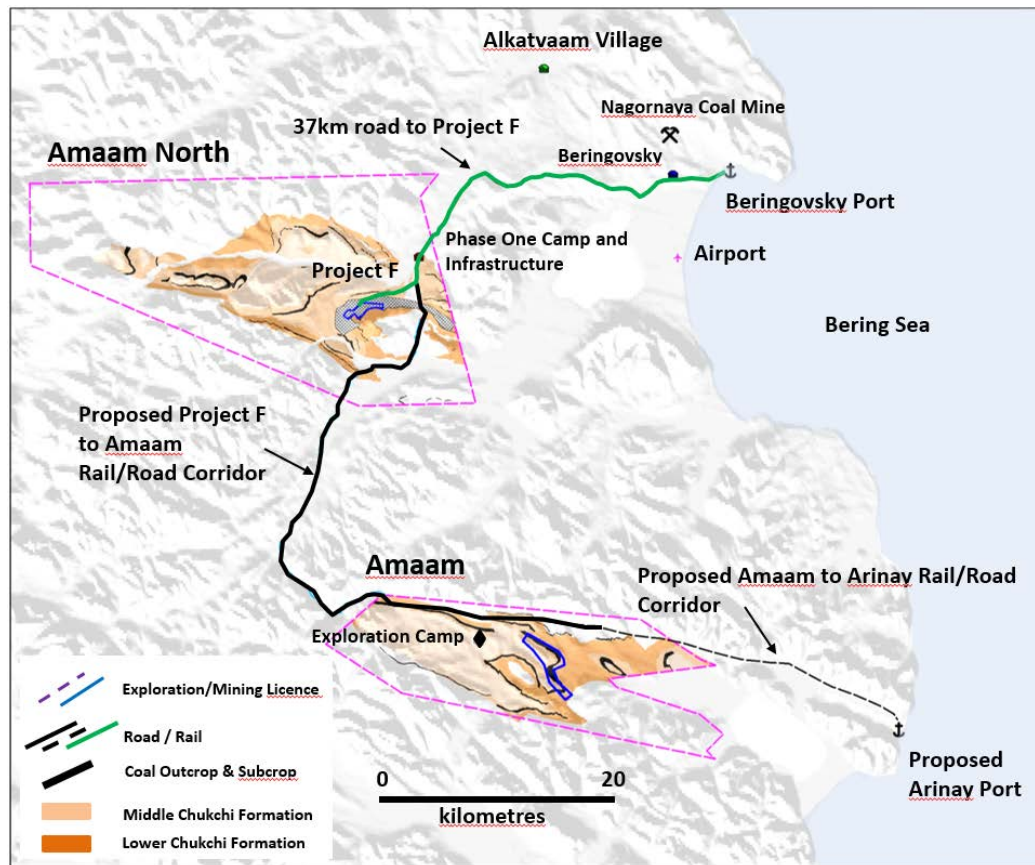 Alkatvaam Village
Nagornaya Coal Mine
37km road to Project F
Amaam North
Beringovsky
Beringovsky Port
Phase One Camp and
Infrastructure
Airport
Project F
Bering Sea
Proposed Project F
to Amaam
Rail/Road Corridor
Amaam
Proposed Amaam to Arinay Rail/Road
Corridor
Exploration Camp
Exploration/Mining Licence
Road / Rail
Coal Outcrop & Subcrop
Middle Chukchi Formation
Lower Chukchi Formation
0
20
kilometres
Proposed
Arinay Port